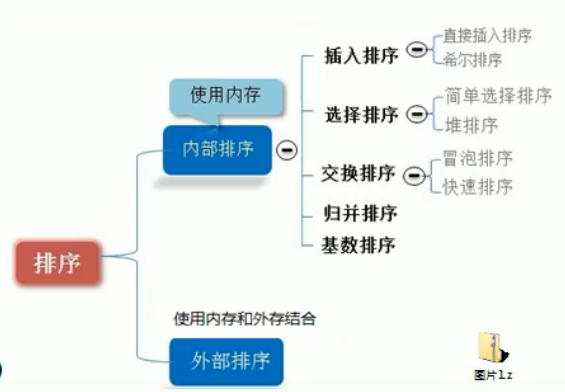 直接插入排序
插入排序
希尔排序
使用内存
简单选择排序
选择排序
堆排序
内部排序
冒泡排序
交换排序
快速排序
归并排序
基数排序
排序
使用内存和外存结合
外部排序
图片lz